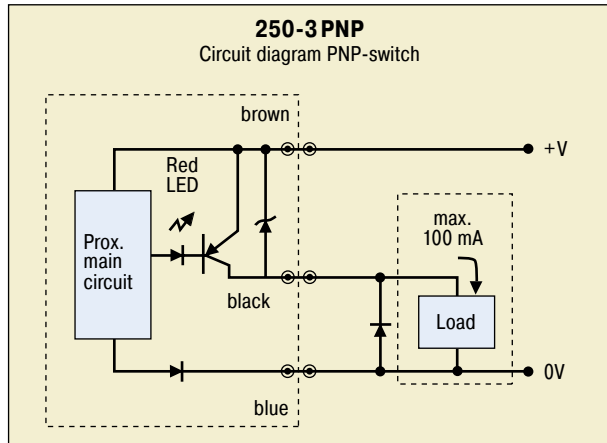 250-3 PNP
Circuit diagram PNP-switch
brown
+V
Red
LED
max.
100 mA
Prox.
main
circuit
black
Load
0V
blue